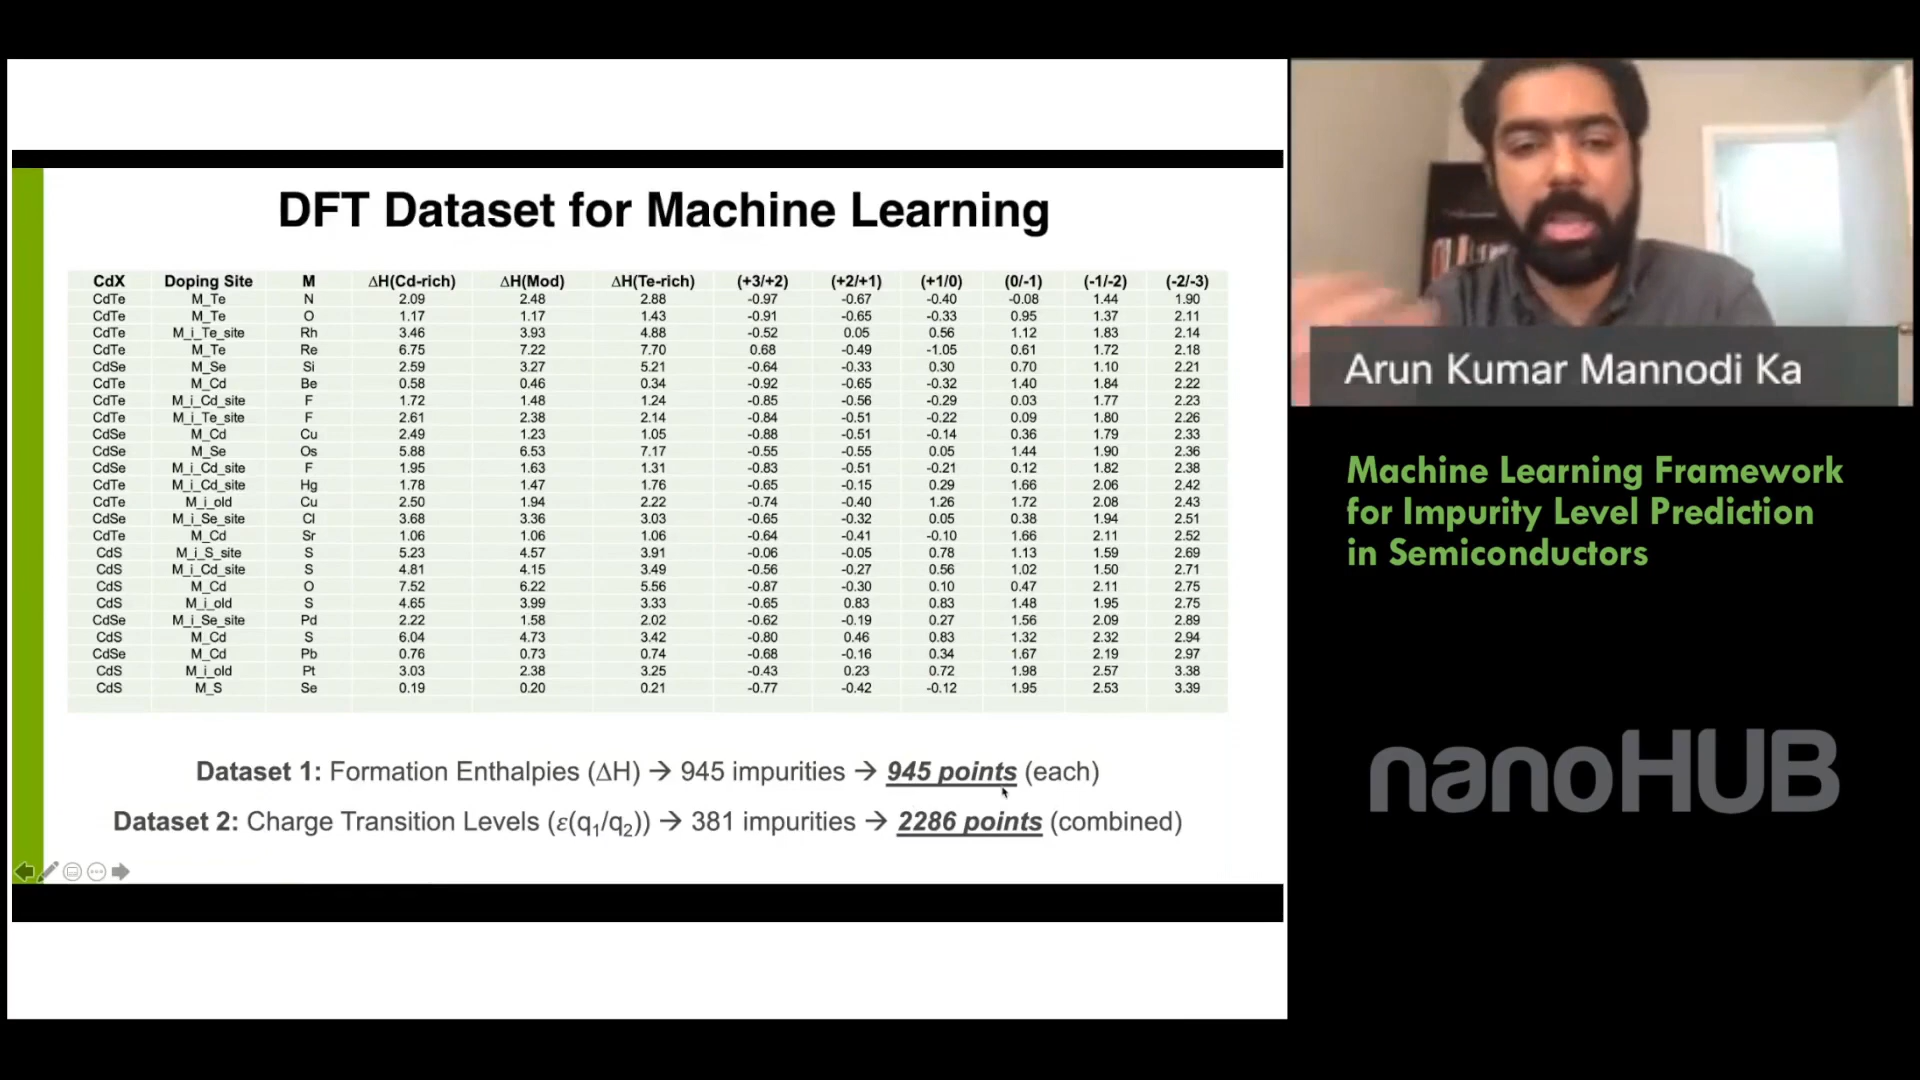 DFT Dataset for Machine Learning
CdX Doping Site M ΔH(Cd-rich) ΔH(Mod) ΔH(Te-rich) (+3/+2) (+2/+1) (+1/0) (0/-1) (-1/-2) (-2/-3)
CdTe M_Te N 2.09 2.48 2.88 -0.97 -0.67 -0.40 -0.08 1.44 1.90
CdTe M_Te O 1.17 1.17 1.43 -0.91 -0.65 -0.33 0.95 1.37 2.11
CdTe M_i_Te_site Rh 3.46 3.93 4.88 -0.52 0.05 0.56 1.12 1.83 2.14
CdTe M_Te Re 6.75 7.22 7.70 0.68 -0.49 -1.05 0.61 1.72 2.18
CdSe M_Se Si 2.59 3.27 5.21 -0.64 -0.33 0.30 0.70 1.10 2.21
CdTe M_Cd Be 0.58 0.46 0.34 -0.92 -0.65 -0.32 1.40 1.84 2.22
CdTe M_i_Cd_site F 1.72 1.48 1.24 -0.85 -0.56 -0.29 0.03 1.77 2.23
CdTe M_i_Te_site F 2.61 2.38 2.14 -0.84 -0.51 -0.22 0.09 1.80 2.26
CdSe M_Cd Cu 2.49 1.23 1.05 -0.88 -0.51 -0.14 0.36 1.79 2.33
CdSe M_Se Os 5.88 6.53 7.17 -0.55 -0.55 0.05 1.44 1.90 2.36
CdSe M_i_Cd_site F 1.95 1.63 1.31 -0.83 -0.51 -0.21 0.12 1.82 2.38
CdTe M_i_Cd_site Hg 1.78 1.47 1.76 -0.65 -0.15 0.29 1.66 2.06 2.42
CdTe M_i_old Cu 2.50 1.94 2.22 -0.74 -0.40 1.26 1.72 2.08 2.43
CdSe M_i_Se_site Cl 3.68 3.36 3.03 -0.65 -0.32 0.05 0.38 1.94 2.51
CdTe M_Cd Sr 1.06 1.06 1.06 -0.64 -0.41 -0.10 1.66 2.11 2.52
CdS M_i_S_site S 5.23 4.57 3.91 -0.06 -0.05 0.78 1.13 1.59 2.69
CdS M_i_Cd_site S 4.81 4.15 3.49 -0.56 -0.27 0.56 1.02 1.50 2.71
CdS M_Cd O 7.52 6.22 5.56 -0.87 -0.30 0.10 0.47 2.11 2.75
CdS M_i_old S 4.65 3.99 3.33 -0.65 0.83 0.83 1.48 1.95 2.75
CdSe M_i_Se_site Pd 2.22 1.58 2.02 -0.62 -0.19 0.27 1.56 2.09 2.89
CdS M_Cd S 6.04 4.73 3.42 -0.80 0.46 0.83 1.32 2.32 2.94
CdSe M_Cd Pb 0.76 0.73 0.74 -0.68 -0.16 0.34 1.67 2.19 2.97
CdS M_i_old Pt 3.03 2.38 3.25 -0.43 0.23 0.72 1.98 2.57 3.38
CdS M_S Se 0.19 0.20 0.21 -0.77 -0.42 -0.12 1.95 2.53 3.39
Dataset 1: Formation Enthalpies (ΔH) → 945 impurities → 945 points (each)
Dataset 2: Charge Transition Levels (ε(q₁/q₂)) → 381 impurities → 2286 points (combined)
Arun Kumar Mannodi Ka
Machine Learning Framework
for Impurity Level Prediction
in Semiconductors
nanoHUB